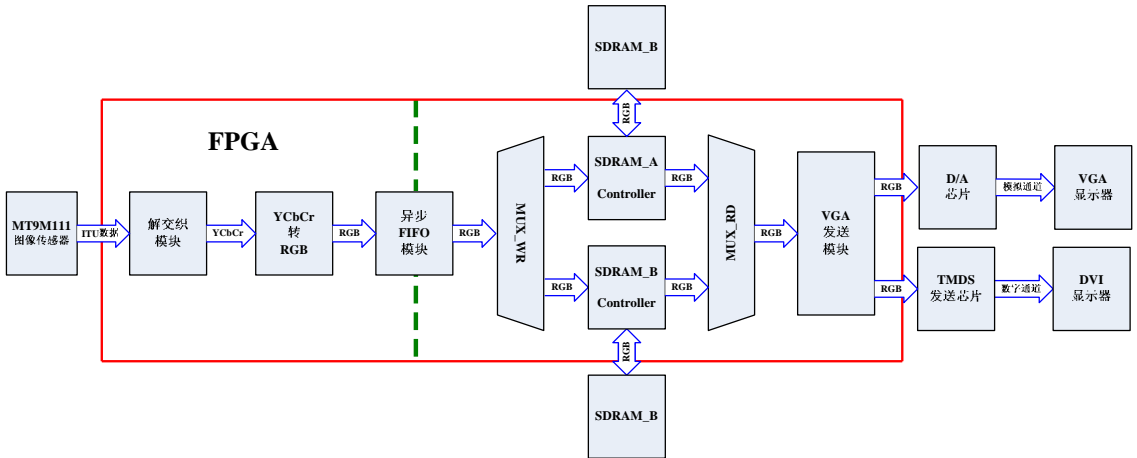 SDRAM_B
RGB
FPGA
MT9M111
图像传感器
ITU数据
解交织
模块
YCbCr
YCbCr
转
RGB
RGB
异步
FIFO
模块
RGB
MUX_WR
RGB
SDRAM_A
Controller
RGB
RGB
SDRAM_B
Controller
RGB
MUX_RD
RGB
VGA
发送
模块
RGB
D/A
芯片
模拟通道
VGA
显示器
RGB
TMDS
发送芯片
数字通道
DVI
显示器
RGB
SDRAM_B